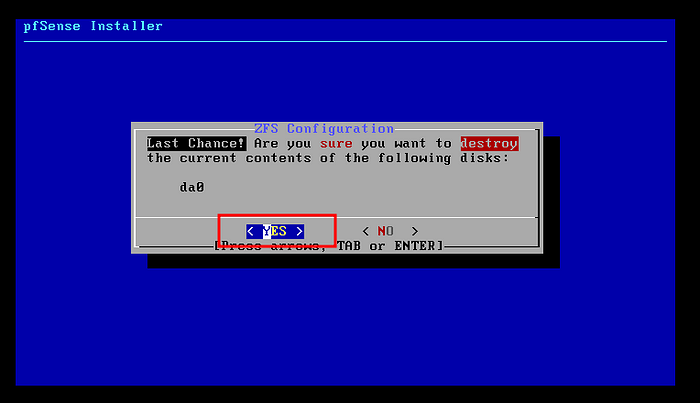 pfSense Installer
ZFS Configuration
Last Chance! Are you sure you want to destroy
the current contents of the following disks:
da0
< YES > < NO >
[Press arrows, TAB or ENTER]